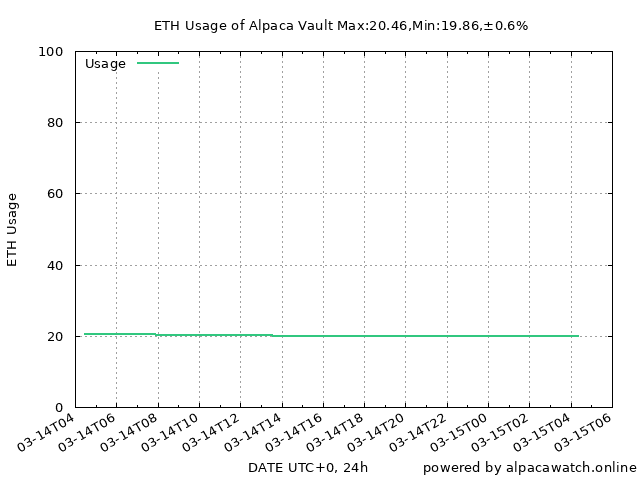 ETH Usage of Alpaca Vault Max:20.46,Min:19.86,±0.6%
100
Usage
80
60
ETH Usage
40
20
0
03-14T04
03-14T06
03-14T08
03-14T10
03-14T12
03-14T14
03-14T16
03-14T18
03-14T20
03-14T22
03-15T00
03-15T02
03-15T04
03-15T06
DATE UTC+0, 24h
powered by alpacawatch.online